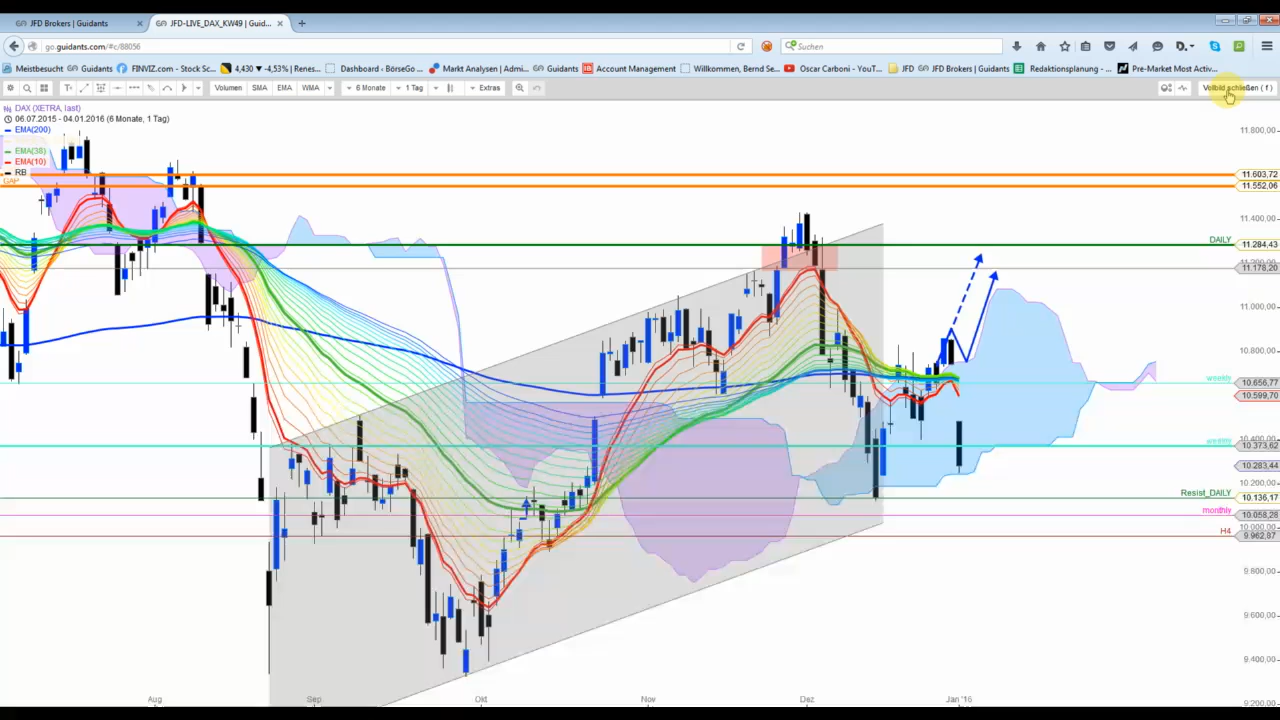 JFD Brokers | Guidants
JFD-LIVE_DAX_KW49 | Guid...
go.guidants.com/#c/88056
Suchen
Meistbesucht
Guidants
FINVIZ.com - Stock Sc...
4,430 ▼ -4,53% | Renes...
Dashboard - BörseGo ...
Markt Analysen | Admi...
Guidants
Account Management
Willkommen, Bernd Se...
Oscar Carboni - YouT...
JFD
JFD Brokers | Guidants
Redaktionsplanung - ...
Pre-Market Most Activ...
Volumen
SMA
EMA
WMA
6 Monate
1 Tag
Extras
Vollbild schließen ( f )
DAX (XETRA, last)
06.07.2015 - 04.01.2016 (6 Monate, 1 Tag)
EMA(200)
EMA(38)
EMA(10)
RB
GAP
11.800,00
11.603,72
11.552,06
11.400,00
DAILY
11.284,43
11.178,20
11.000,00
10.800,00
weekly
10.656,77
10.599,70
10.400,00
weekly
10.373,62
10.283,44
10.200,00
Resist_DAILY
10.136,17
monthly
10.058,28
10.000,00
H4
9.962,87
9.800,00
9.600,00
9.400,00
9.200,00
Aug
Sep
Okt
Nov
Dez
Jan '16